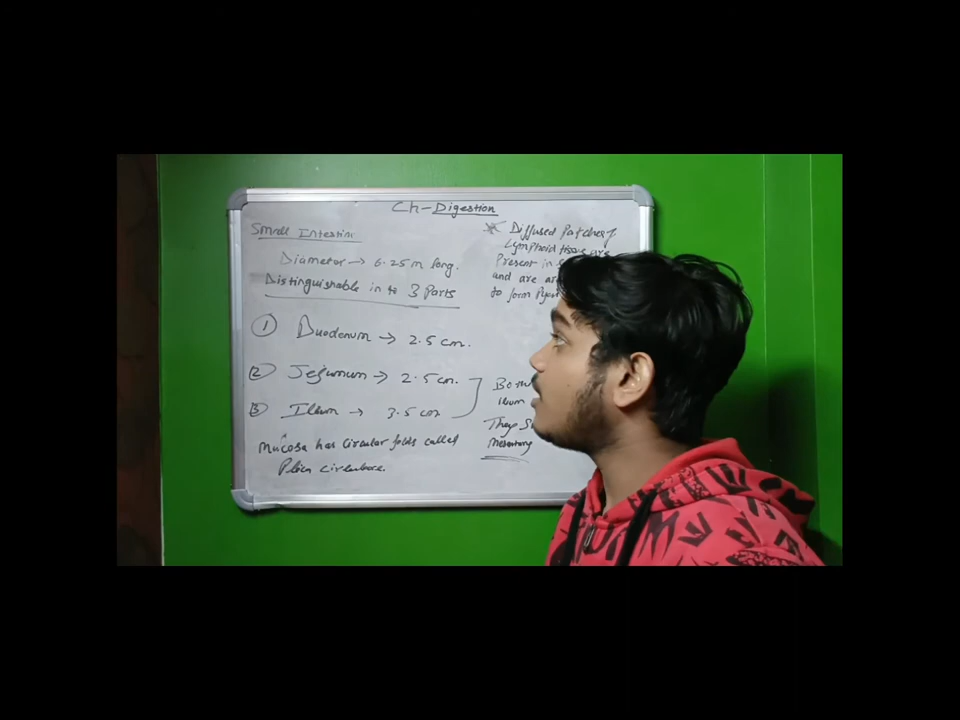 Ch - Digestion
Small Intestine
Diameter → 6.25 m long.
Distinguishable in to 3 Parts
① Duodenum → 2.5 cm.
② Jejunum → 2.5 cm.
③ Ileum → 3.5 cm
Mucosa has circular folds called
Plica circulare.
Diffused Patches of
Lymphoid tissue are
Present in
and are
to form
Both
ileum
They
Mesentary